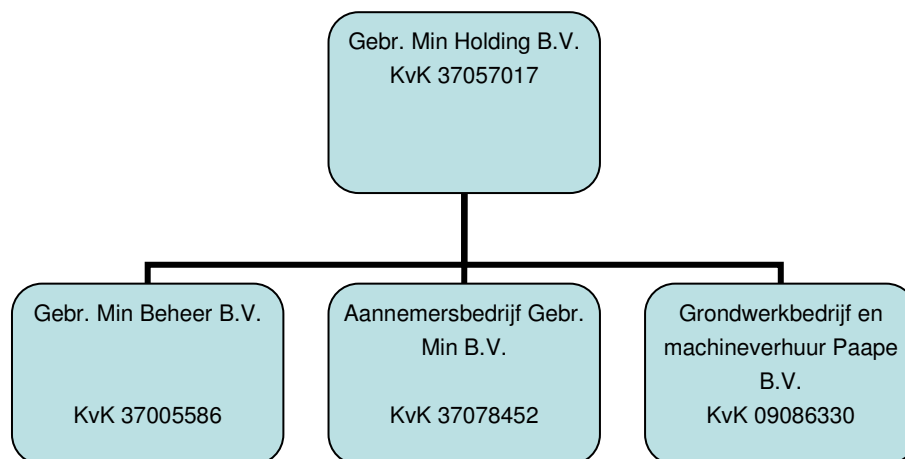 Gebr. Min Holding B.V.
KvK 37057017
Gebr. Min Beheer B.V.
KvK 37005586
Aannemersbedrijf Gebr.
Min B.V.
KvK 37078452
Grondwerkbedrijf en
machineverhuur Paape
B.V.
KvK 09086330